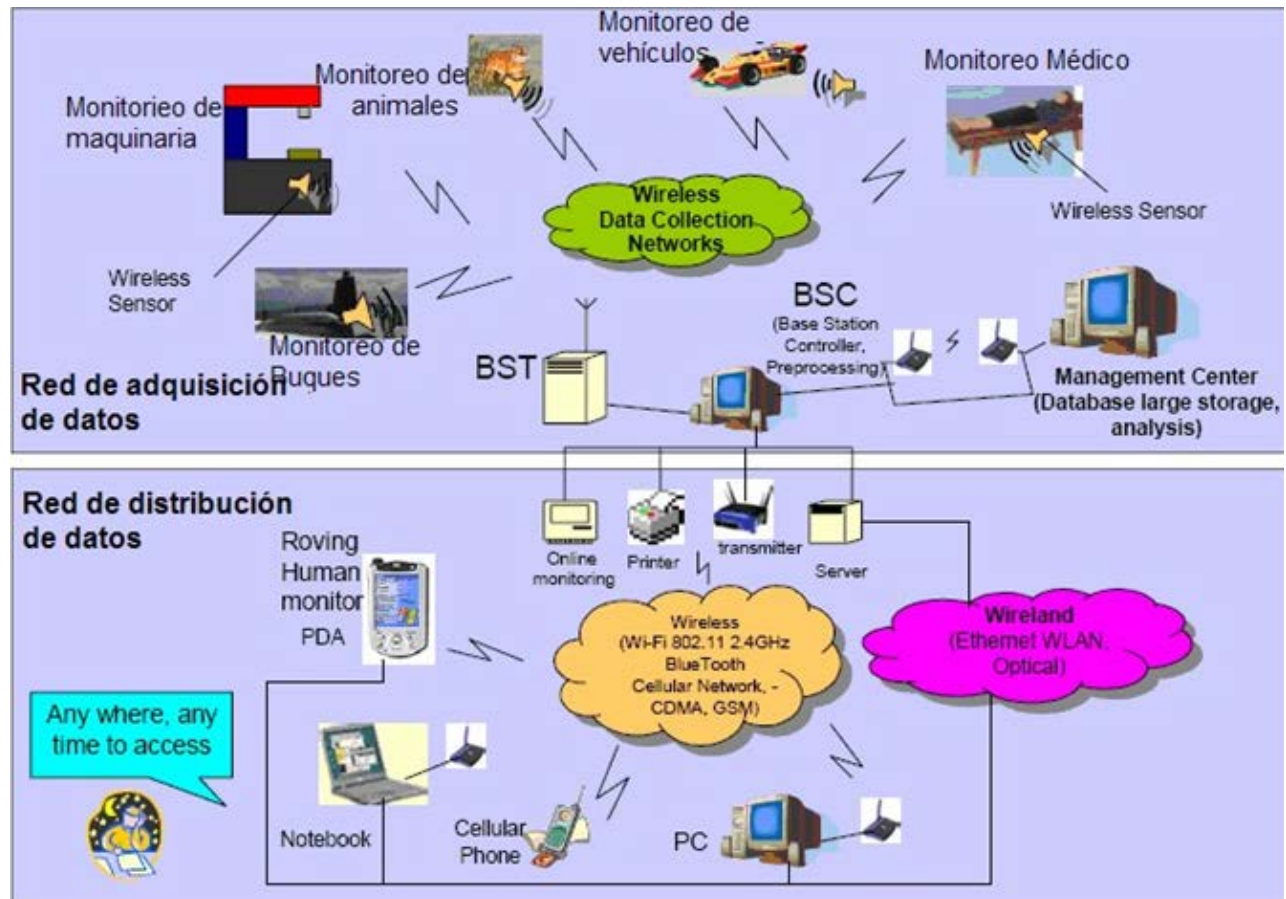 Monitoreo de
vehículos
Monitoreo de
animales
Monitoreo Médico
Monitorieo de
maquinaria
Wireless
Data Collection
Networks
Wireless Sensor
Wireless
Sensor
BSC
(Base Station
Controller,
Preprocessing)
Monitoreo de
Buques
BST
Red de adquisición
de datos
Management Center
(Database large storage,
analysis)
Red de distribución
de datos
Online
monitoring
Printer
transmitter
Server
Roving
Human
monitor
PDA
Wireless
(Wi-Fi 802.11 2.4GHz
BlueTooth
Cellular Network, -
CDMA, GSM)
Wireland
(Ethernet WLAN,
Optical)
Any where, any
time to access
Notebook
Cellular
Phone
PC